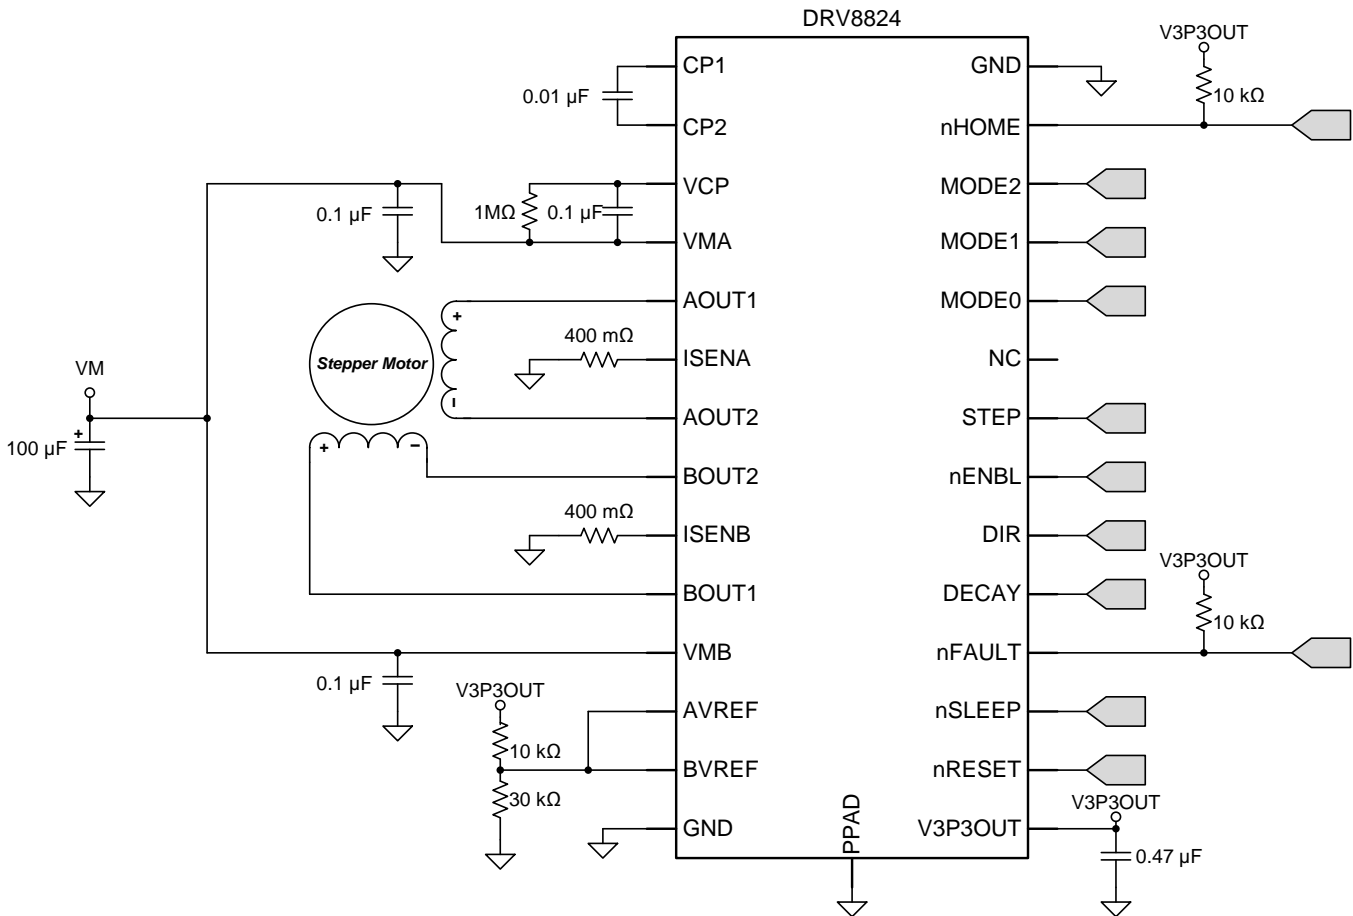 DRV8824
CP1
0.01 µF
CP2
VCP
0.1 µF
1MΩ
0.1 µF
VMA
AOUT1
+
Stepper Motor
400 mΩ
ISENA
–
AOUT2
VM
+
100 µF
+
–
BOUT2
400 mΩ
ISENB
BOUT1
VMB
0.1 µF
V3P3OUT
AVREF
10 kΩ
BVREF
30 kΩ
GND
PPAD
GND
V3P3OUT
10 kΩ
nHOME
MODE2
MODE1
MODE0
NC
STEP
nENBL
DIR
V3P3OUT
DECAY
10 kΩ
nFAULT
nSLEEP
nRESET
V3P3OUT
V3P3OUT
0.47 µF